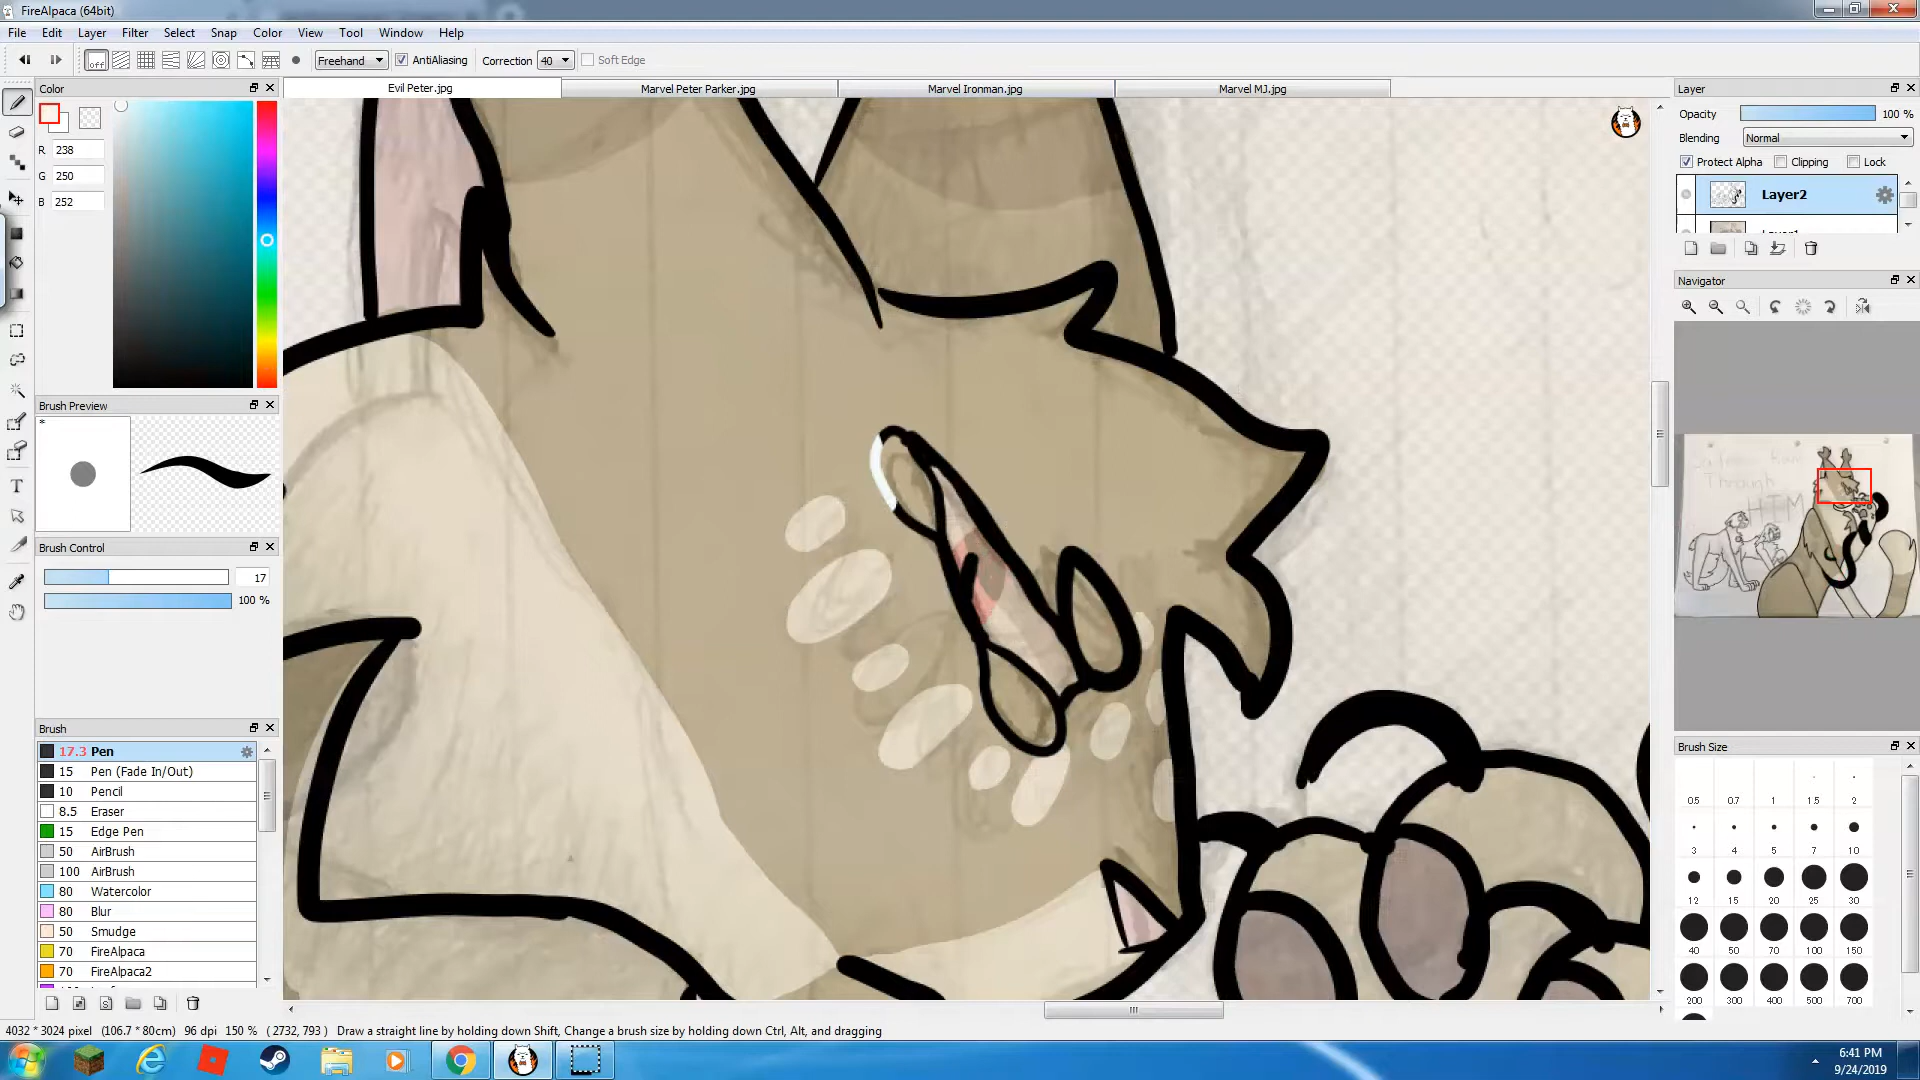 FireAlpaca (64bit)
File Edit Layer Filter Select Snap Color View Tool Window Help
off Freehand AntiAliasing Correction 40 Soft Edge
Color
Evil Peter.jpg Marvel Peter Parker.jpg Marvel Ironman.jpg Marvel MJ.jpg
R 238
G 250
B 252
Brush Preview
*
Brush Control
17
100 %
Brush
17.3 Pen
15 Pen (Fade In/Out)
10 Pencil
8.5 Eraser
15 Edge Pen
50 AirBrush
100 AirBrush
80 Watercolor
80 Blur
50 Smudge
70 FireAlpaca
70 FireAlpaca2
Layer
Opacity 100 %
Blending Normal
Protect Alpha Clipping Lock
Layer2
Layer1
Navigator
Through
HIM
Brush Size
0.5 0.7 1 1.5 2
3 4 5 7 10
12 15 20 25 30
40 50 70 100 150
200 300 400 500 700
4032 * 3024 pixel (106.7 * 80cm) 96 dpi 150 % ( 2732, 793 ) Draw a straight line by holding down Shift, Change a brush size by holding down Ctrl, Alt, and dragging
6:41 PM
9/24/2019